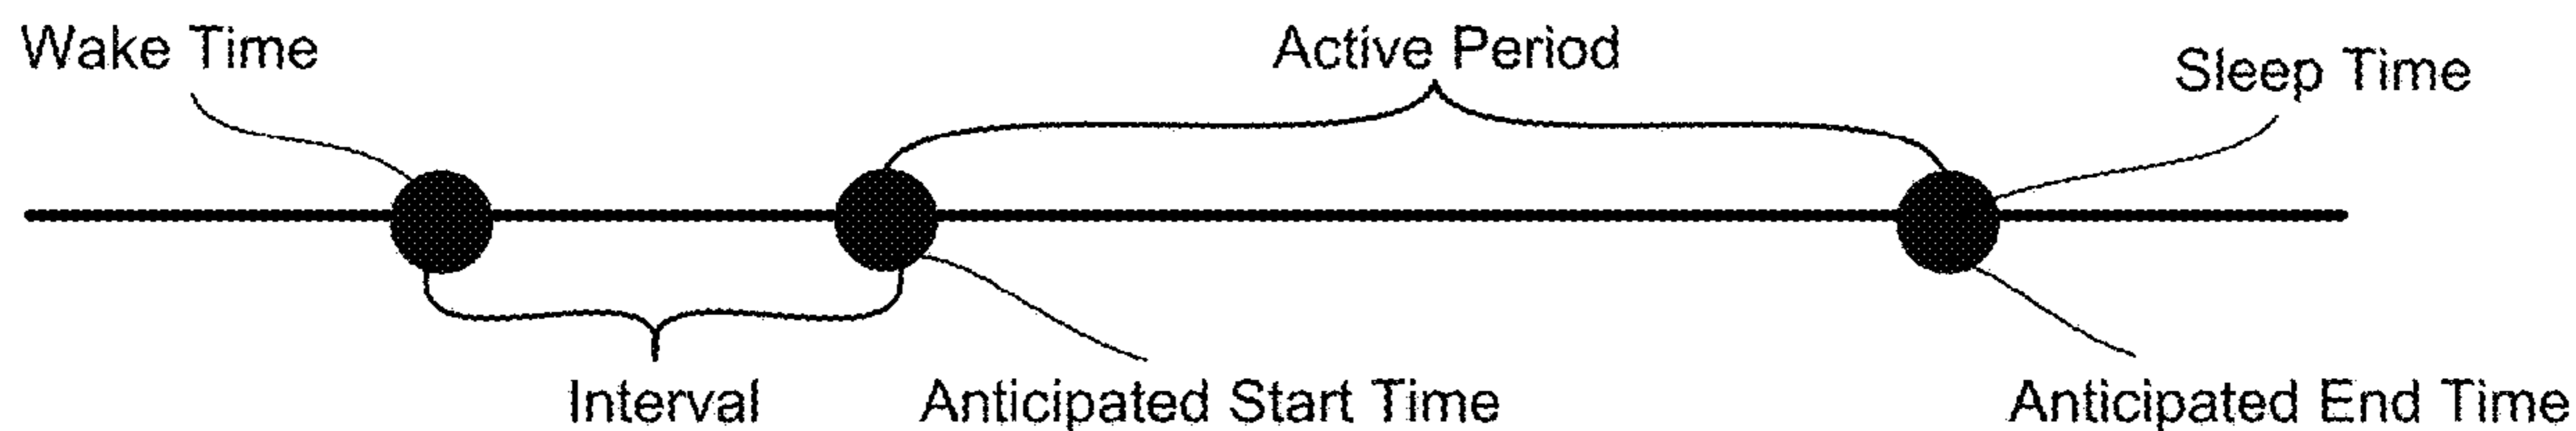 Wake Time
Active Period
Sleep Time
Interval
Anticipated Start Time
Anticipated End Time